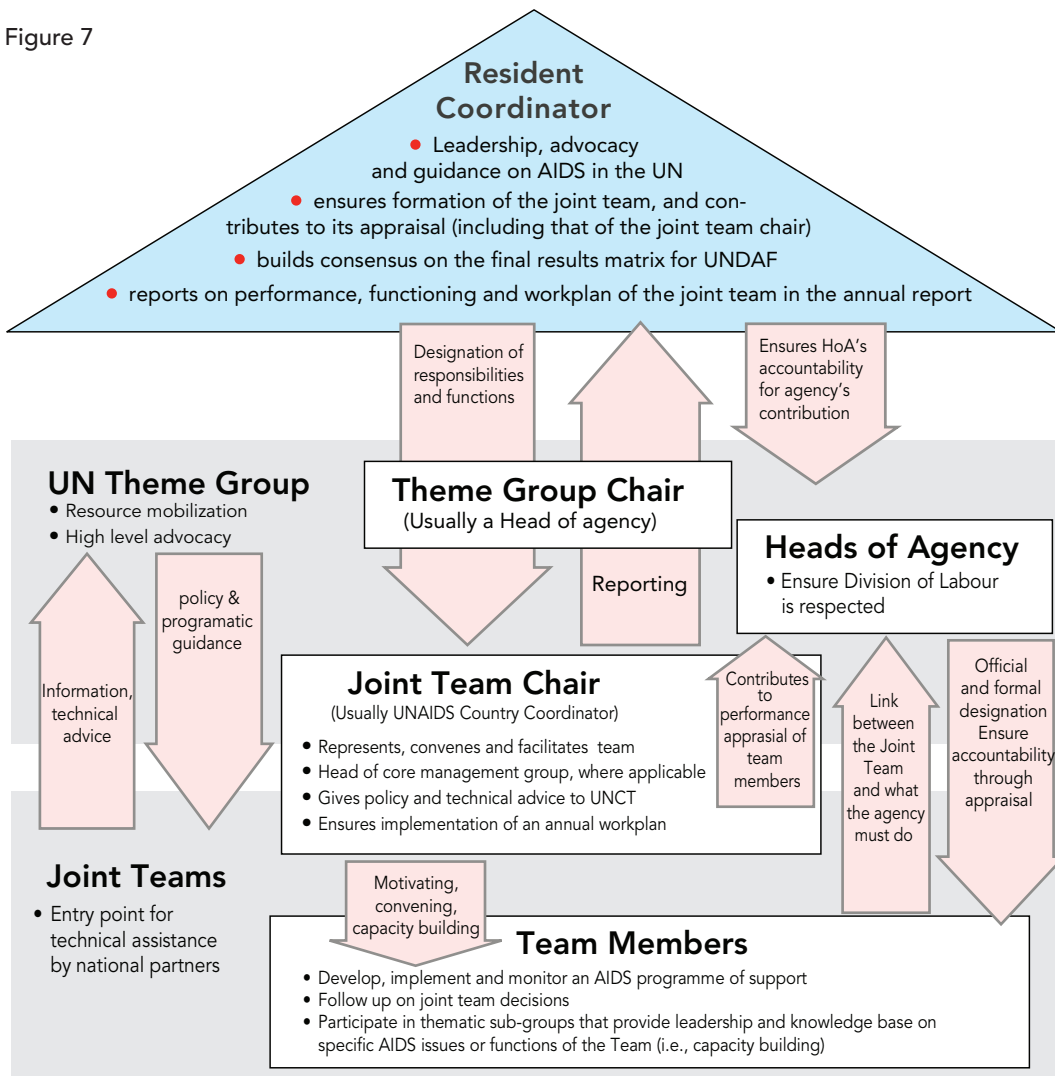 Figure 7
Resident
Coordinator
• Leadership, advocacy
and guidance on AIDS in the UN
• ensures formation of the joint team, and con-
tributes to its appraisal (including that of the joint team chair)
• builds consensus on the final results matrix for UNDAF
• reports on performance, functioning and workplan of the joint team in the annual report
Designation of
responsibilities
and functions
Ensures HoA's
accountability
for agency's
contribution
UN Theme Group
• Resource mobilization
• High level advocacy
Theme Group Chair
(Usually a Head of agency)
Heads of Agency
• Ensure Division of Labour
is respected
Reporting
policy &
programatic
guidance
Information,
technical
advice
Joint Team Chair
(Usually UNAIDS Country Coordinator)
• Represents, convenes and facilitates team
• Head of core management group, where applicable
• Gives policy and technical advice to UNCT
• Ensures implementation of an annual workplan
Contributes
to
performance
apprasial of
team
members
Link
between
the Joint
Team
and what
the agency
must do
Official
and formal
designation
Ensure
accountability
through
appraisal
Joint Teams
• Entry point for
technical assistance
by national partners
Motivating,
convening,
capacity building
Team Members
• Develop, implement and monitor an AIDS programme of support
• Follow up on joint team decisions
• Participate in thematic sub-groups that provide leadership and knowledge base on
specific AIDS issues or functions of the Team (i.e., capacity building)